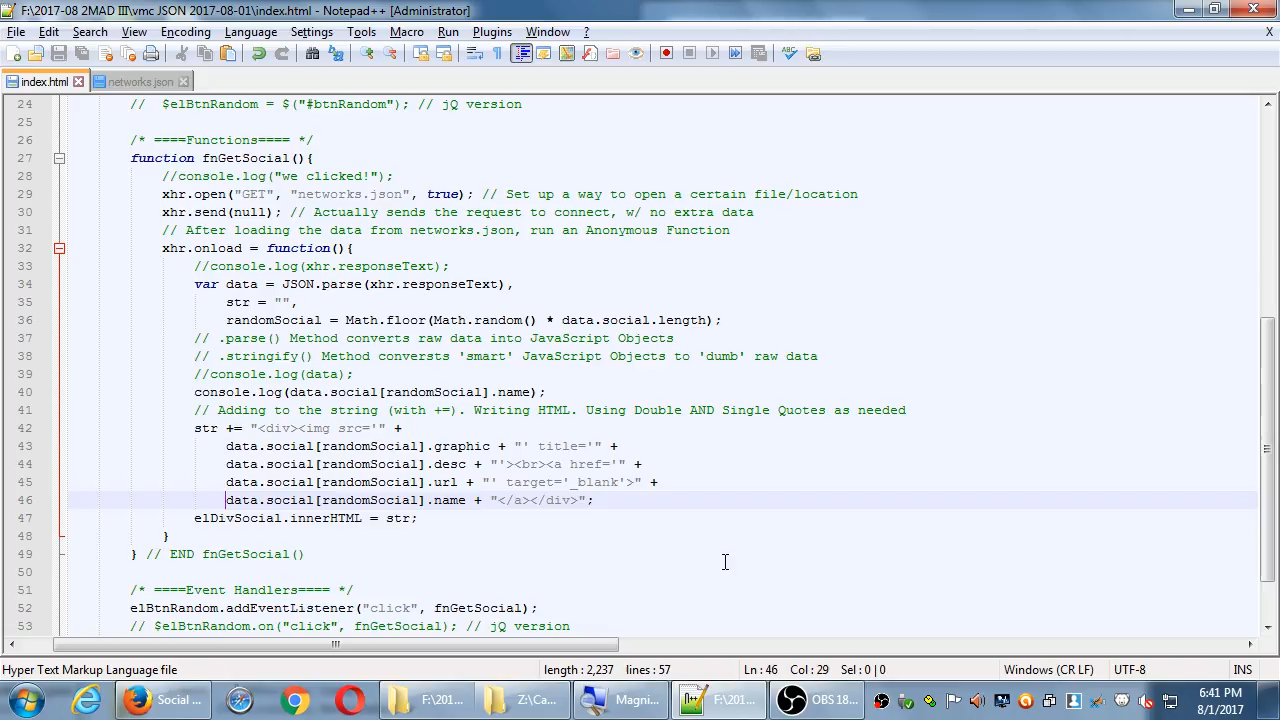 F:\2017-08 2MAD III\vmc JSON 2017-08-01\index.html - Notepad++ [Administrator]
File Edit Search View Encoding Language Settings Tools Macro Run Plugins Window ? X
index.html networks.json
24 //  $elBtnRandom = $("#btnRandom"); // jQ version
25
26 /* ====Functions==== */
27 function fnGetSocial(){
28 //console.log("we clicked!");
29 xhr.open("GET", "networks.json", true); // Set up a way to open a certain file/location
30 xhr.send(null); // Actually sends the request to connect, w/ no extra data
31 // After loading the data from networks.json, run an Anonymous Function
32 xhr.onload = function(){
33 //console.log(xhr.responseText);
34 var data = JSON.parse(xhr.responseText),
35 str = "",
36 randomSocial = Math.floor(Math.random() * data.social.length);
37 // .parse() Method converts raw data into JavaScript Objects
38 // .stringify() Method conversts 'smart' JavaScript Objects to 'dumb' raw data
39 //console.log(data);
40 console.log(data.social[randomSocial].name);
41 // Adding to the string (with +=). Writing HTML. Using Double AND Single Quotes as needed
42 str += "<div><img src='" +
43 data.social[randomSocial].graphic + "' title='" +
44 data.social[randomSocial].desc + "'><br><a href='" +
45 data.social[randomSocial].url + "' target='_blank'>" +
46 data.social[randomSocial].name + "</a></div>";
47 elDivSocial.innerHTML = str;
48 }
49 } // END fnGetSocial()
50
51 /* ====Event Handlers==== */
52 elBtnRandom.addEventListener("click", fnGetSocial);
53 // $elBtnRandom.on("click", fnGetSocial); // jQ version
Hyper Text Markup Language file length : 2,237 lines : 57 Ln : 46 Col : 29 Sel : 0 | 0 Windows (CR LF) UTF-8 INS
Social ... F:\201... Z:\Ca... Magni... F:\201... OBS 18... 6:41 PM
8/1/2017